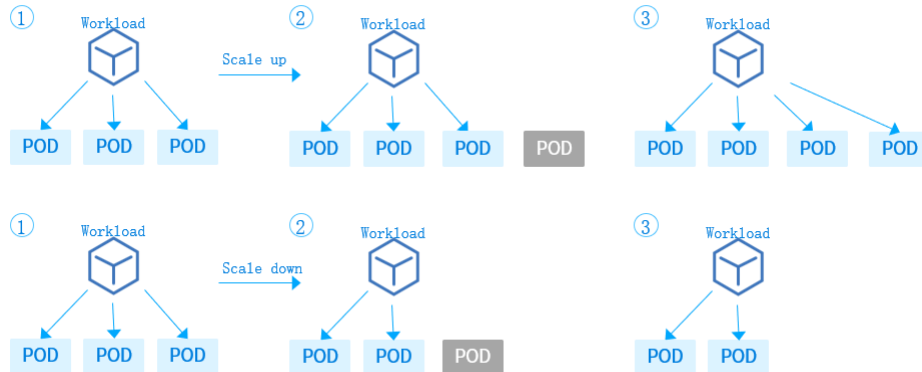 ① ② ③
Workload Workload Workload
Scale up
POD POD POD POD POD POD POD POD POD POD POD
① ② ③
Workload Workload Workload
Scale down
POD POD POD POD POD POD POD POD